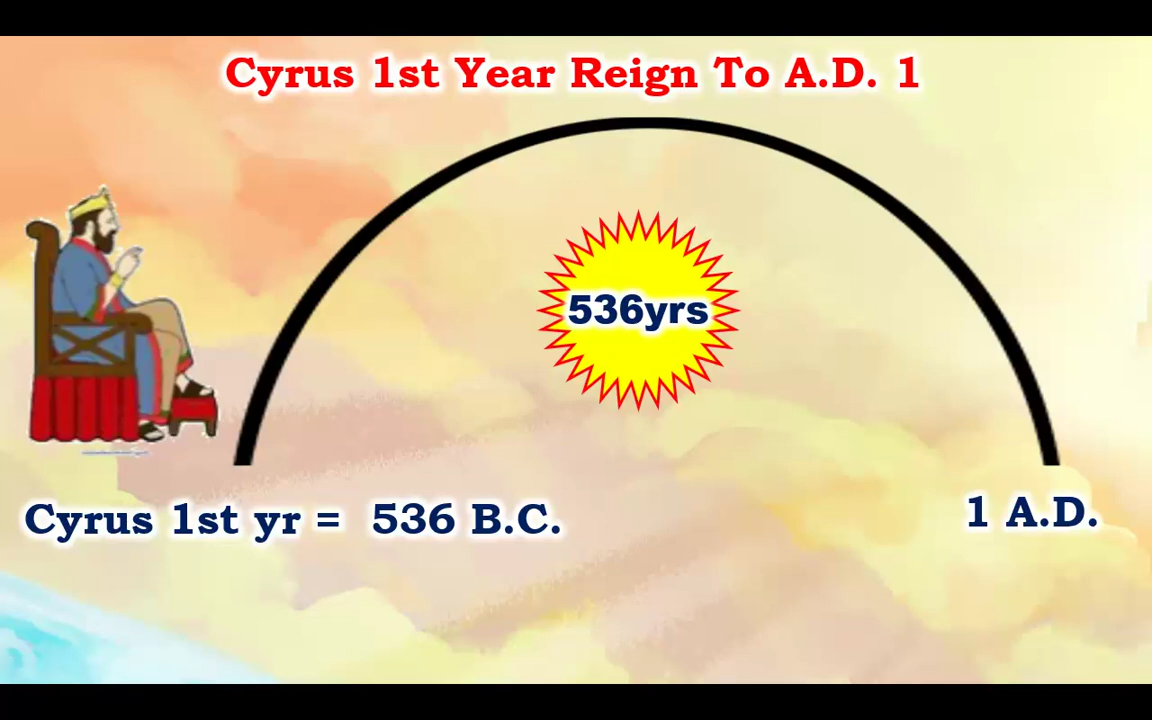 Cyrus 1st Year Reign To A.D. 1
536yrs
Cyrus 1st yr = 536 B.C.
1 A.D.